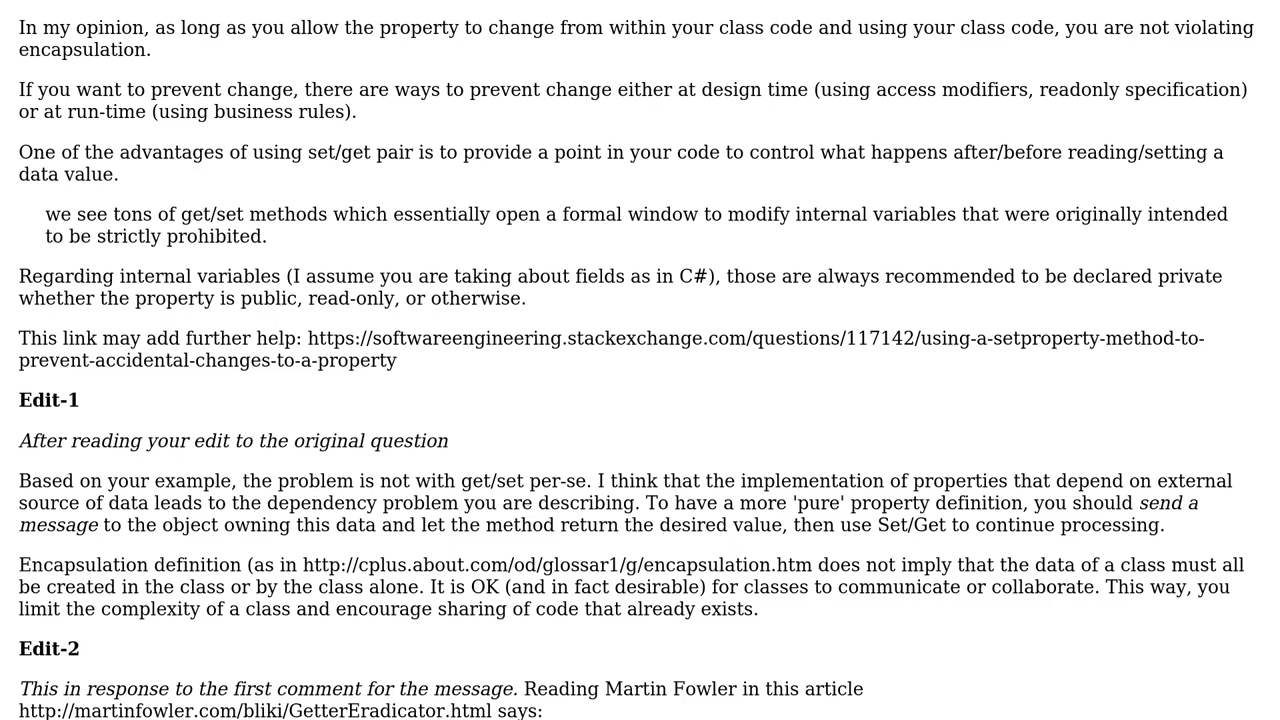 In my opinion, as long as you allow the property to change from within your class code and using your class code, you are not violating
encapsulation.
If you want to prevent change, there are ways to prevent change either at design time (using access modifiers, readonly specification)
or at run-time (using business rules).
One of the advantages of using set/get pair is to provide a point in your code to control what happens after/before reading/setting a
data value.
we see tons of get/set methods which essentially open a formal window to modify internal variables that were originally intended
to be strictly prohibited.
Regarding internal variables (I assume you are taking about fields as in C#), those are always recommended to be declared private
whether the property is public, read-only, or otherwise.
This link may add further help: https://softwareengineering.stackexchange.com/questions/117142/using-a-setproperty-method-to-
prevent-accidental-changes-to-a-property
Edit-1
After reading your edit to the original question
Based on your example, the problem is not with get/set per-se. I think that the implementation of properties that depend on external
source of data leads to the dependency problem you are describing. To have a more 'pure' property definition, you should send a
message to the object owning this data and let the method return the desired value, then use Set/Get to continue processing.
Encapsulation definition (as in http://cplus.about.com/od/glossar1/g/encapsulation.htm does not imply that the data of a class must all
be created in the class or by the class alone. It is OK (and in fact desirable) for classes to communicate or collaborate. This way, you
limit the complexity of a class and encourage sharing of code that already exists.
Edit-2
This in response to the first comment for the message. Reading Martin Fowler in this article
http://martinfowler.com/bliki/GetterEradicator.html says: